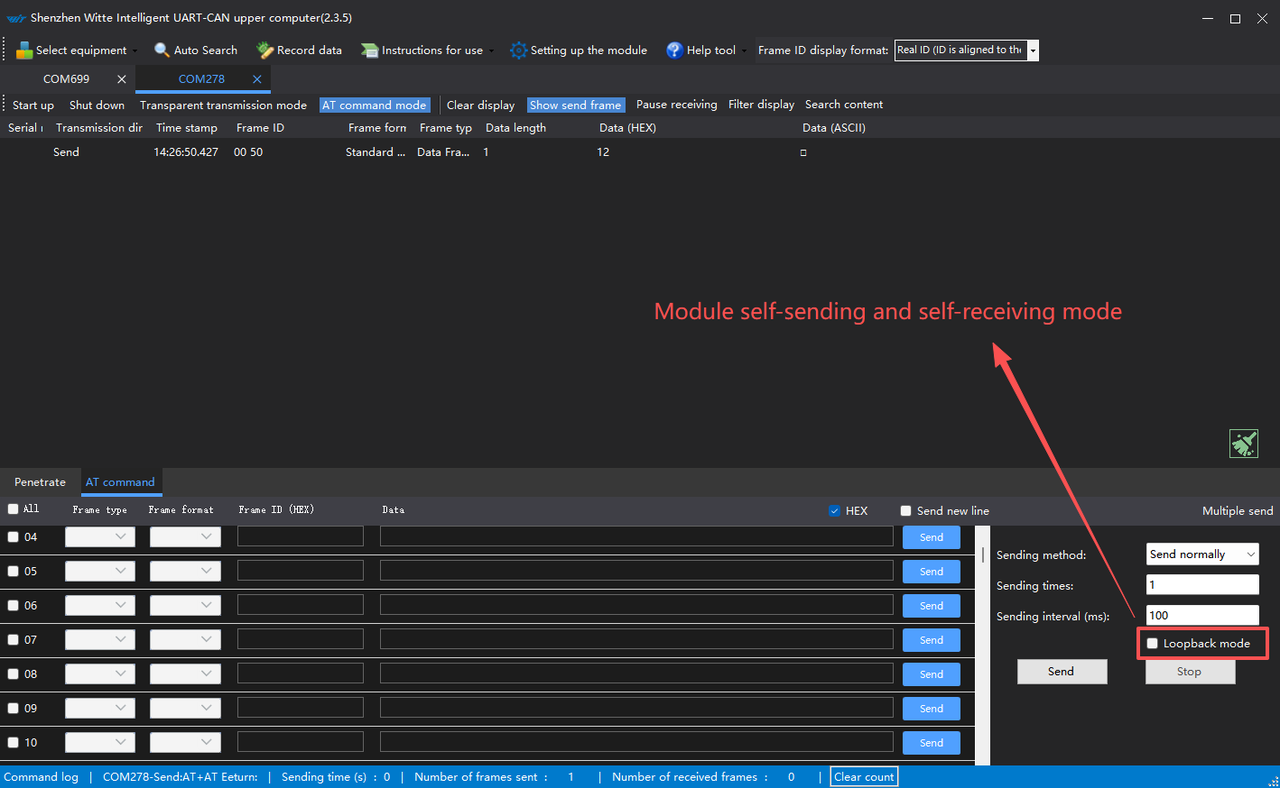 Shenzhen Witte Intelligent UART-CAN upper computer(2.3.5)
Select equipment Auto Search Record data Instructions for use Setting up the module Help tool Frame ID display format: Real ID (ID is aligned to the
COM699 COM278
Start up Shut down Transparent transmission mode AT command mode Clear display Show send frame Pause receiving Filter display Search content
Serial Transmission dir Time stamp Frame ID Frame forn Frame typ Data length Data (HEX) Data (ASCII)
Send 14:26:50.427 00 50 Standard ... Data Fra... 1 12
Module self-sending and self-receiving mode
Penetrate AT command
All Frame type Frame format Frame ID (HEX) Data HEX Send new line Multiple send
04 Send
05 Send
06 Send
07 Send
08 Send
09 Send
10 Send
Sending method: Send normally
Sending times: 1
Sending interval (ms): 100
Loopback mode
Send Stop
Command log | COM278-Send:AT+AT Eeturn: | Sending time (s) : 0 | Number of frames sent : 1 | Number of received frames : 0 | Clear count